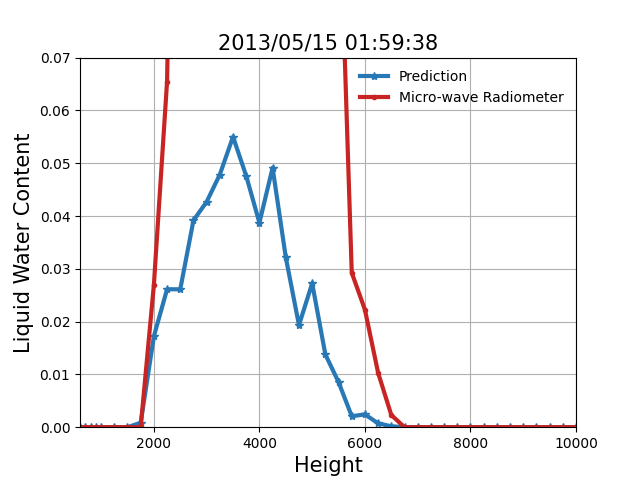 2013/05/15 01:59:38
Prediction
Micro-wave Radiometer
Liquid Water Content
0.07
0.06
0.05
0.04
0.03
0.02
0.01
0.00
2000 4000 6000 8000 10000
Height